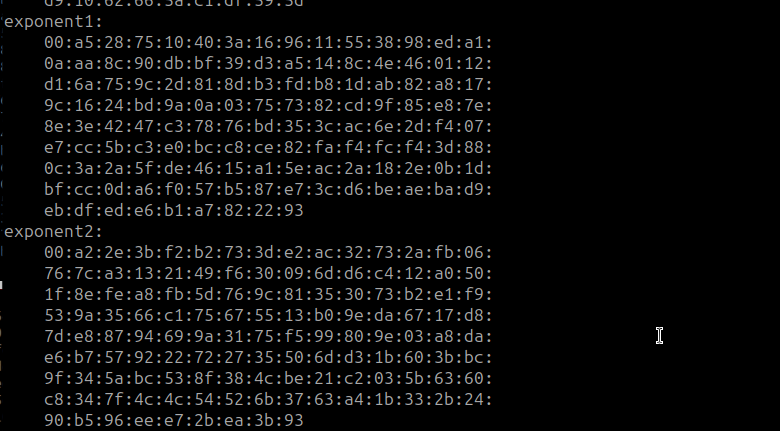 d9:10:62:66:3a:c1:df:59:3d
exponent1:
00:a5:28:75:10:40:3a:16:96:11:55:38:98:ed:a1:
0a:aa:8c:90:db:bf:39:d3:a5:14:8c:4e:46:01:12:
d1:6a:75:9c:2d:81:8d:b3:fd:b8:1d:ab:82:a8:17:
9c:16:24:bd:9a:0a:03:75:73:82:cd:9f:85:e8:7e:
8e:3e:42:47:c3:78:76:bd:35:3c:ac:6e:2d:f4:07:
e7:cc:5b:c3:e0:bc:c8:ce:82:fa:f4:fc:f4:3d:88:
0c:3a:2a:5f:de:46:15:a1:5e:ac:2a:18:2e:0b:1d:
bf:cc:0d:a6:f0:57:b5:87:e7:3c:d6:be:ae:ba:d9:
eb:df:ed:e6:b1:a7:82:22:93
exponent2:
00:a2:2e:3b:f2:b2:73:3d:e2:ac:32:73:2a:fb:06:
76:7c:a3:13:21:49:f6:30:09:6d:d6:c4:12:a0:50:
1f:8e:fe:a8:fb:5d:76:9c:81:35:30:73:b2:e1:f9:
53:9a:35:66:c1:75:67:55:13:b0:9e:da:67:17:d8:
7d:e8:87:94:69:9a:31:75:f5:99:80:9e:03:a8:da:
e6:b7:57:92:22:72:27:35:50:6d:d3:1b:60:3b:bc:
9f:34:5a:bc:53:8f:38:4c:be:21:c2:03:5b:63:60:
c8:34:7f:4c:4c:54:52:6b:37:63:a4:1b:33:2b:24:
90:b5:96:ee:e7:2b:ea:3b:93